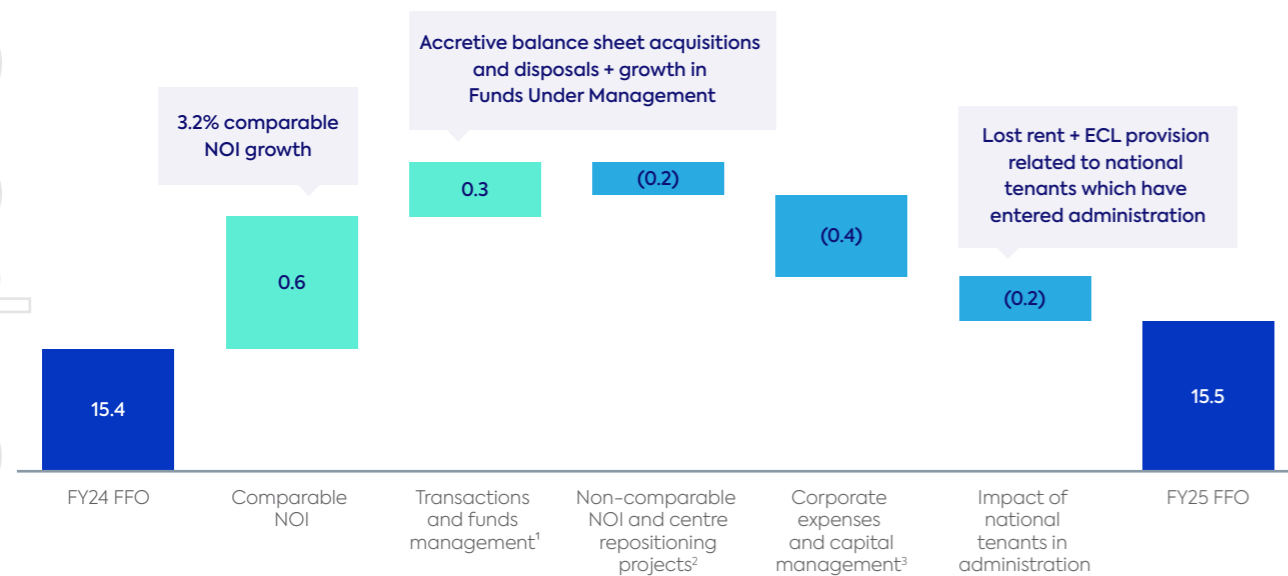 Accretive balance sheet acquisitions
and disposals + growth in
Funds Under Management
3.2% comparable
NOI growth
Lost rent + ECL provision
related to national
tenants which have
entered administration
15.4
0.6
0.3
(0.2)
(0.4)
(0.2)
15.5
FY24 FFO
Comparable
NOI
Transactions
and funds
management¹
Non-comparable
NOI and centre
repositioning
projects²
Corporate
expenses
and capital
management³
Impact of
national
tenants in
administration
FY25 FFO